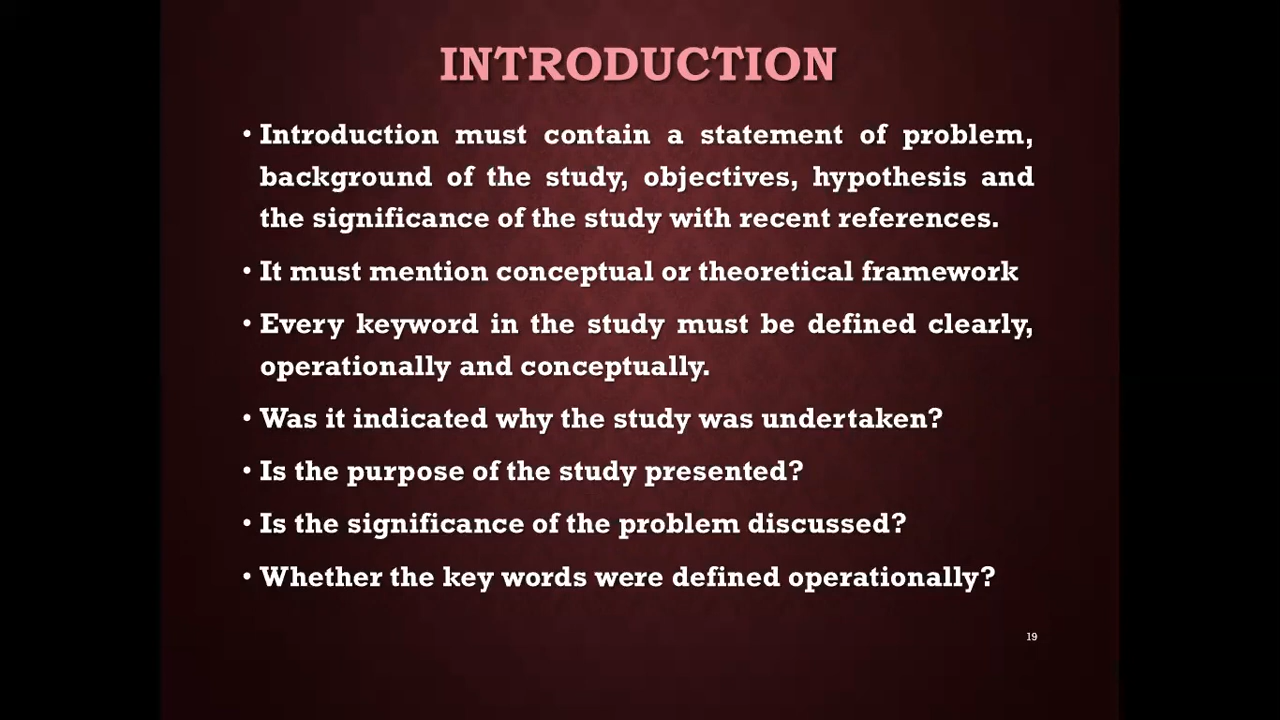 INTRODUCTION
• Introduction must contain a statement of problem,
background of the study, objectives, hypothesis and
the significance of the study with recent references.
• It must mention conceptual or theoretical framework
• Every keyword in the study must be defined clearly,
operationally and conceptually.
• Was it indicated why the study was undertaken?
• Is the purpose of the study presented?
• Is the significance of the problem discussed?
• Whether the key words were defined operationally?
19